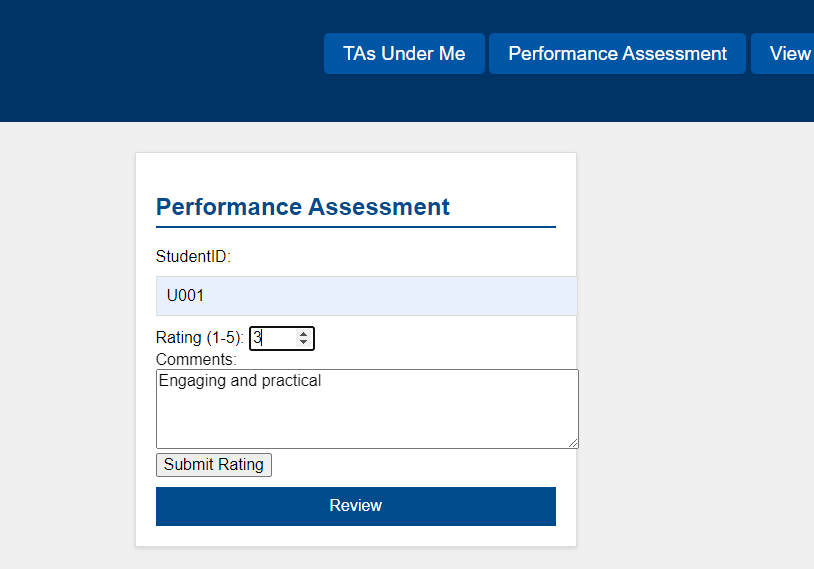 TAs Under Me Performance Assessment View
Performance Assessment
StudentID:
U001
Rating (1-5): 3
Comments:
Engaging and practical
Submit Rating
Review